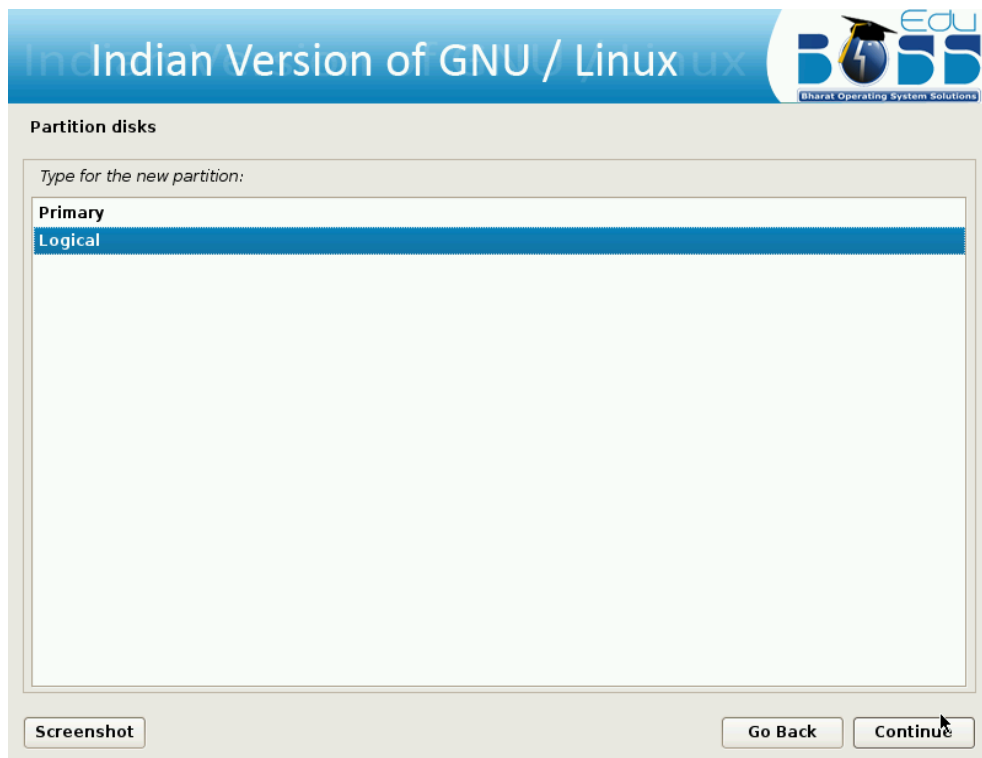 Indian Version of GNU / Linux
Edu
BOSS
Bharat Operating System Solutions
Partition disks
Type for the new partition:
Primary
Logical
Screenshot
Go Back
Continue